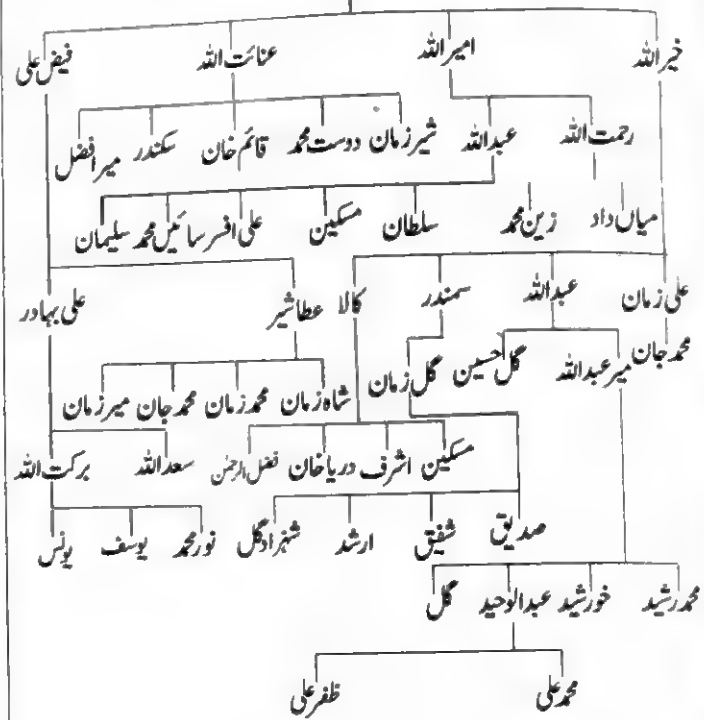 خیر اللہ امیر اللہ عنائت اللہ فیض علی
رحمت اللہ عبداللہ شیر زمان دوست محمد قائم خان سکندر میر افضل
میاں داد زین محمد سلطان مسکین علی افسر سائیں محمد سلیمان
علی زمان عبداللہ سمندر کالا عطا شیر علی بہادر
محمد جان میر عبداللہ گل حسین گل زمان شاہ زمان محمد زمان محمد جان میر زمان
مسکین اشرف دریا خان فضل الرحمٰن سعد اللہ برکت اللہ
صدیق شفیق ارشد شہزاد گل نور محمد یوسف یونس
محمد رشید خورشید عبدالوحید گل
محمد علی ظفر علی